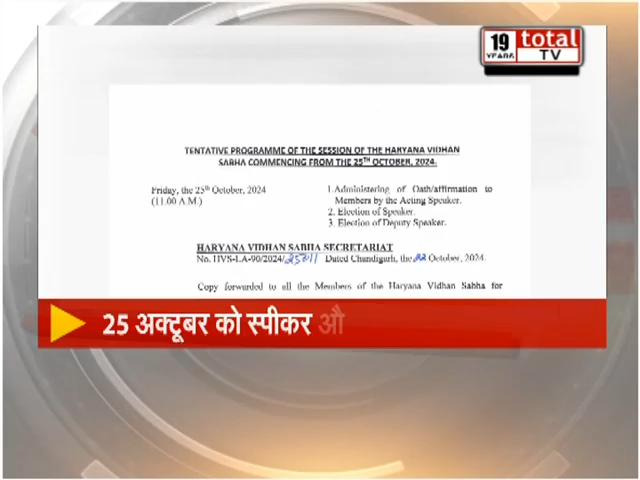 19
YEARS
total
TV
TENTATIVE PROGRAMME OF THE SESSION OF THE HARYANA VIDHAN
SABHA COMMENCING FROM THE 25TH OCTOBER, 2024.
Friday, the 25th October, 2024
(11.00 A.M.)
1.Administering of Oath/affirmation to
Members by the Acting Speaker.
2. Election of Speaker.
3. Election of Deputy Speaker.
HARYANA VIDHAN SABHA SECRETARIAT
No. HVS-LA-90/2024/ Dated Chandigarh, the 22 October, 2024.
Copy forwarded to all the Members of the Haryana Vidhan Sabha for
25 अक्टूबर को स्पीकर औ